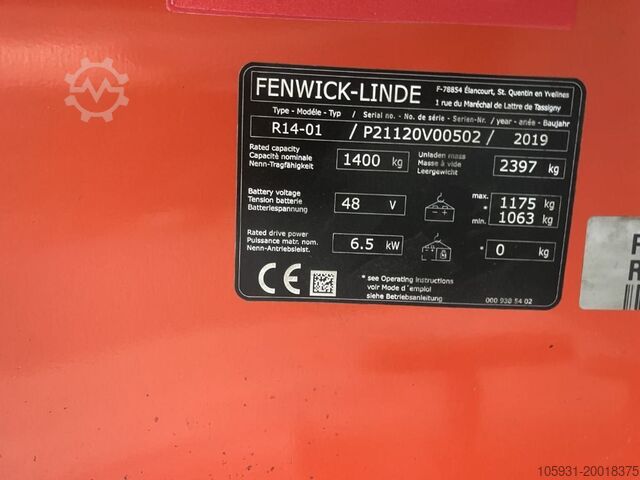 Machineseeker
FENWICK-LINDE
F-78854 Élancourt, St. Quentin en Yvelines
1 rue du Maréchal de Lattre de Tassigny
Type - Modéle - Typ / Serial no. - No. de série - Serien-Nr. / year - anée - Baujahr
R14-01 / P21120V00502 / 2019
Rated capacity
Capacité nominale
Nenn-Tragfähigkeit
1400 kg
Unladen mass
Masse à vide
Leergewicht
2397 kg
Battery voltage
Tension batterie
Batteriespannung
48 V
max. 1175 kg
*
min. 1063 kg
Rated drive power
Puissance matr. nom.
Nenn-Antriebsleist.
6.5 kW
* 0 kg
CE
* see Operating instructions
voir Mode d´emploi
siehe Betriebsanleitung
000 938 54 02
105931-20018375